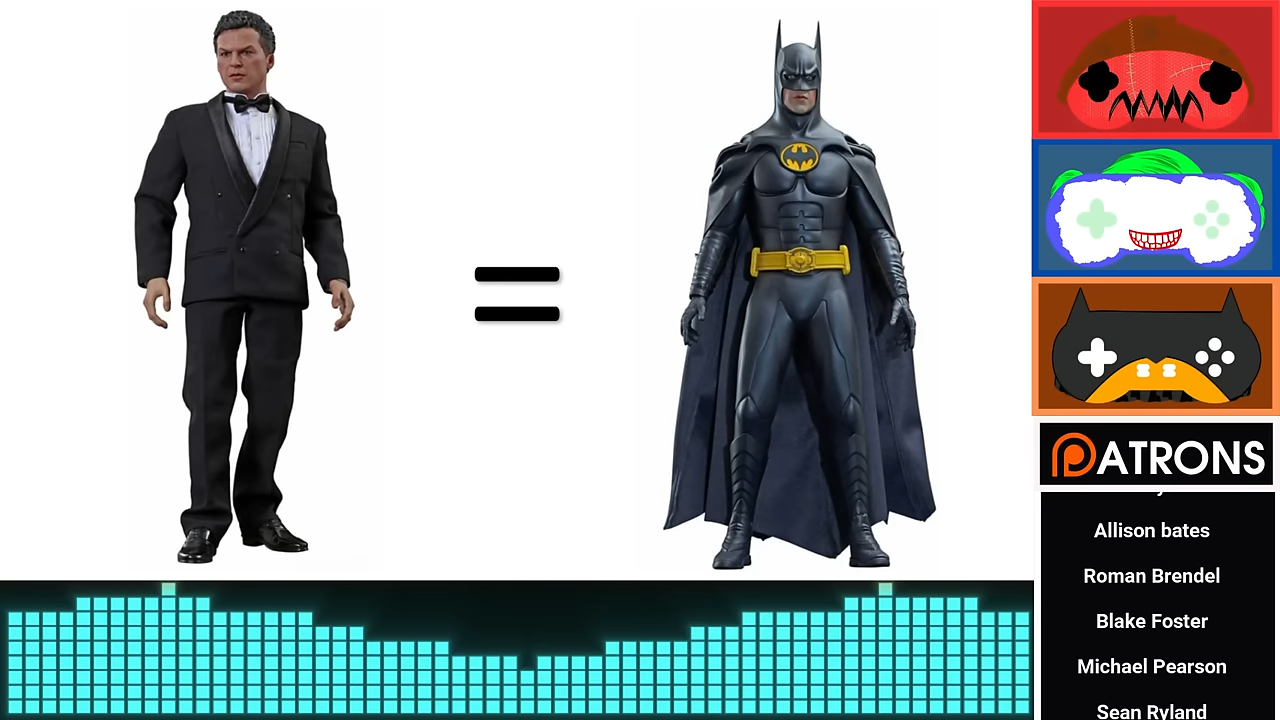 PATRONS
Allison bates
Roman Brendel
Blake Foster
Michael Pearson
Sean Ryland